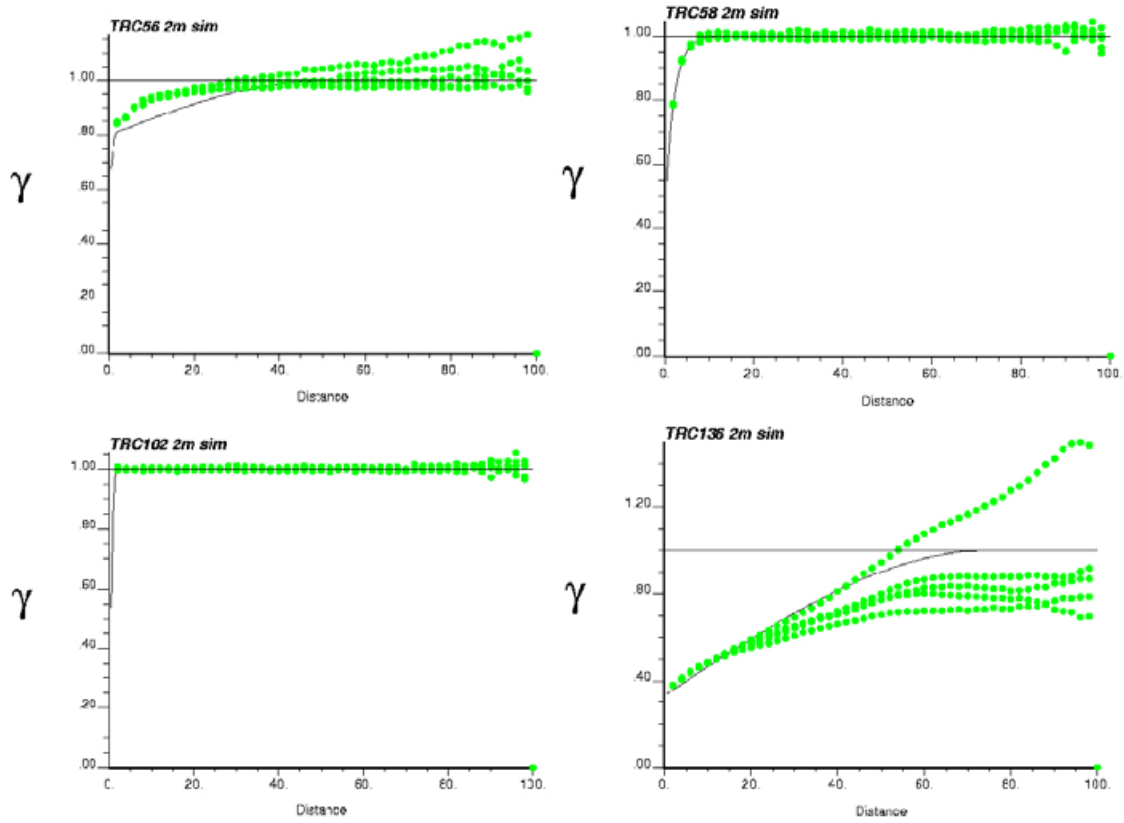 TRC56 2m sim
1.00
.80
.60
.40
.20
.00
γ
0. 20. 40. 60. 80. 100.
Distance
TRC58 2m sim
1.00
.80
.60
.40
.20
.00
γ
0. 20. 40. 60. 80. 100.
Distance
TRC102 2m sim
1.00
.80
.60
.40
.20
.00
γ
0. 20. 40. 60. 80. 100.
Distance
TRC136 2m sim
1.20
.80
.40
.00
γ
0. 20. 40. 60. 80. 100.
Distance